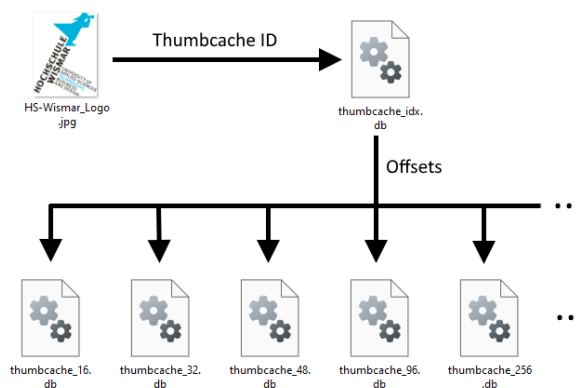 HOCHSCHULE
WISMAR
Thumbcache ID
HS-Wismar_Logo
.jpg
thumbcache_idx.
db
Offsets
thumbcache_16.
db
thumbcache_32.
db
thumbcache_48.
db
thumbcache_96.
db
thumbcache_256
.db